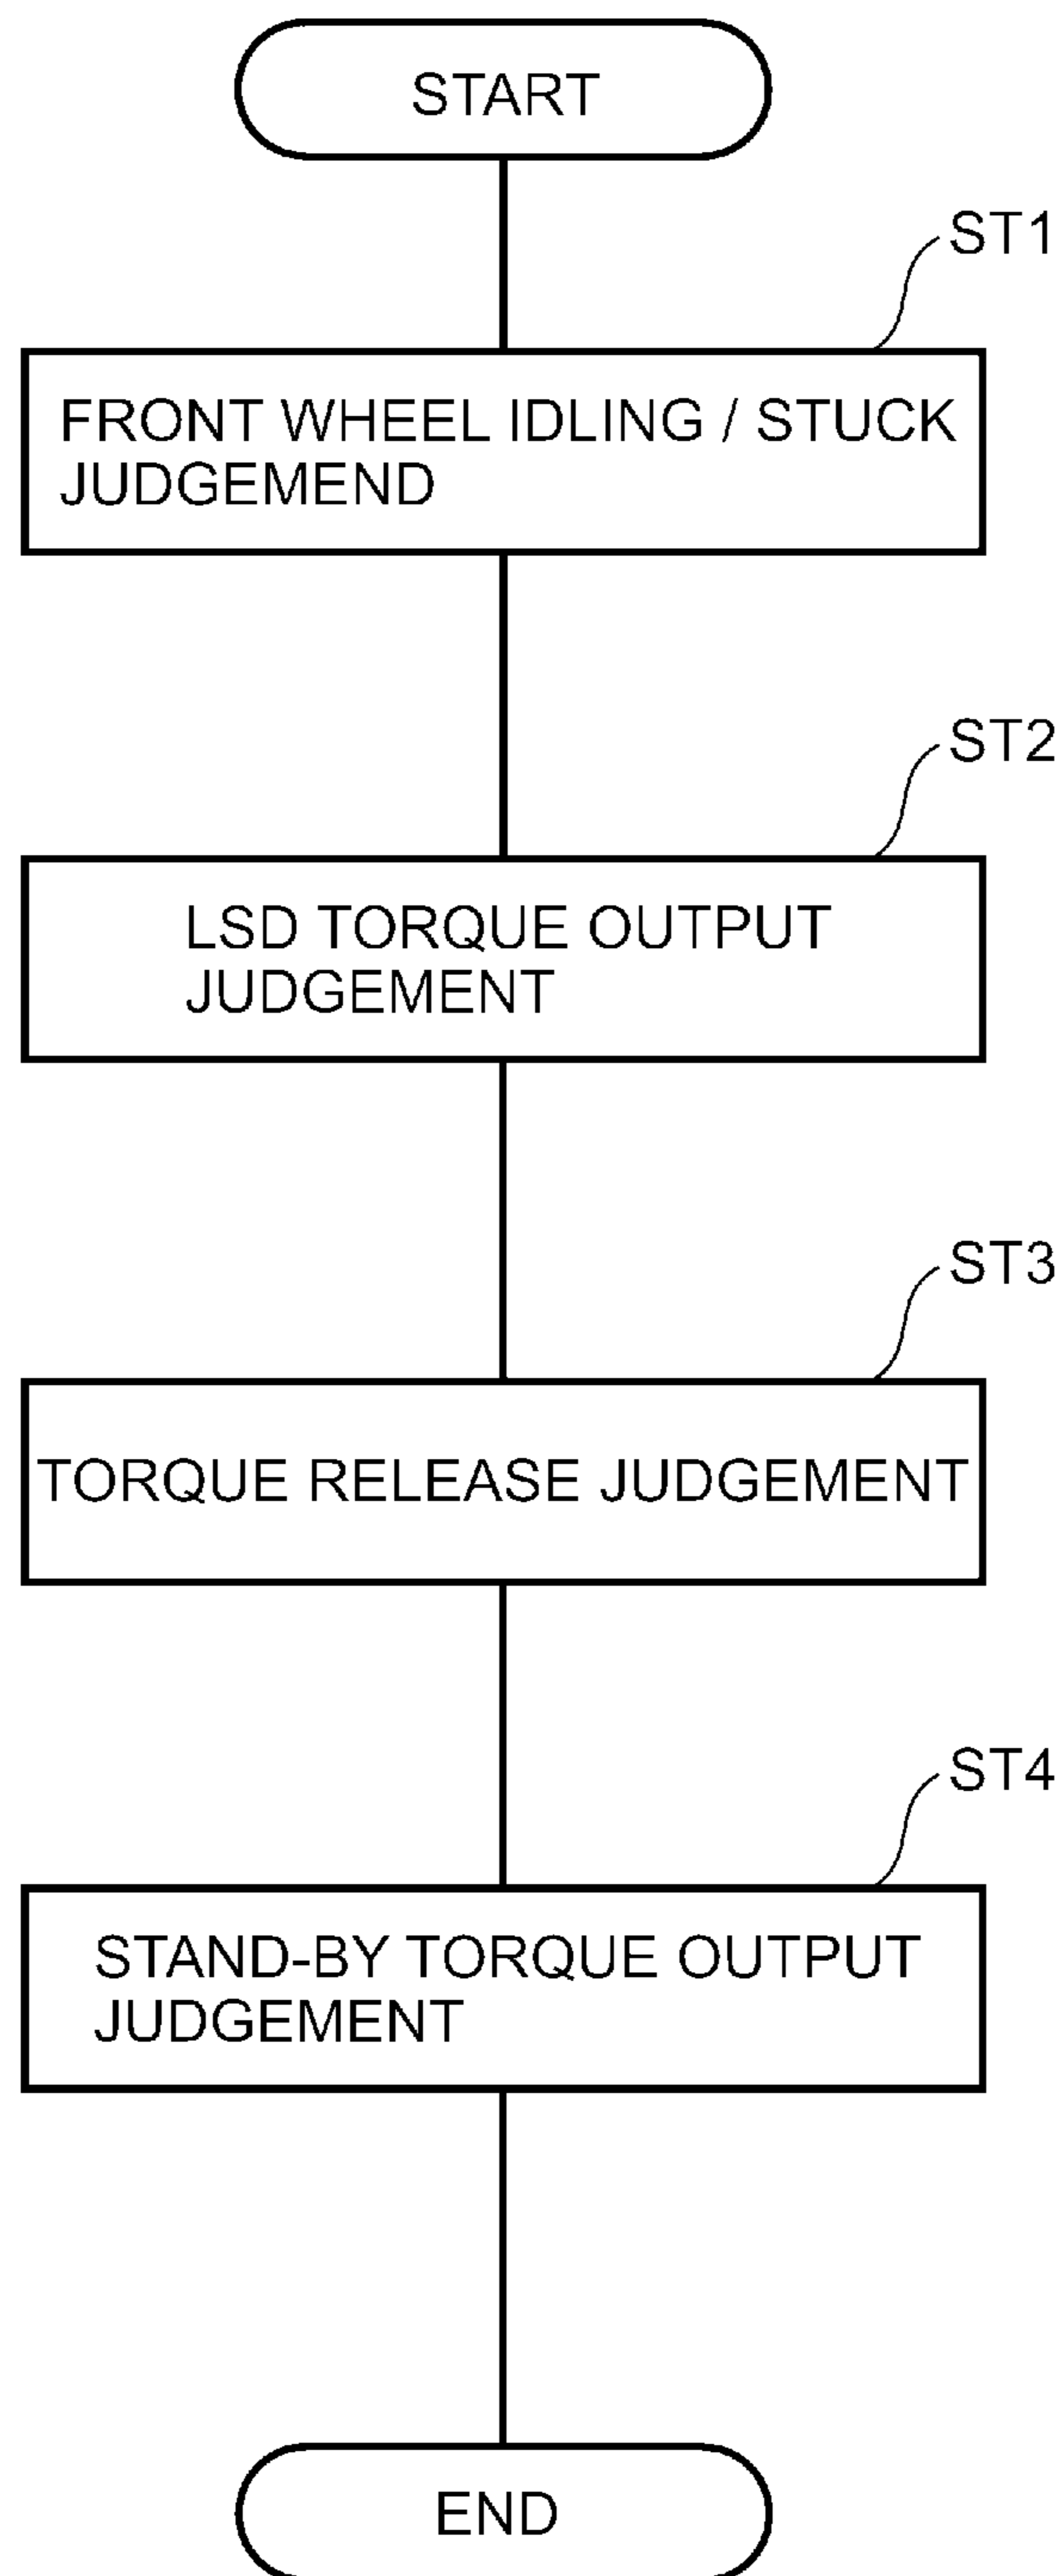 START
ST1
FRONT WHEEL IDLING / STUCK
JUDGEMEND
ST2
LSD TORQUE OUTPUT
JUDGEMENT
ST3
TORQUE RELEASE JUDGEMENT
ST4
STAND-BY TORQUE OUTPUT
JUDGEMENT
END